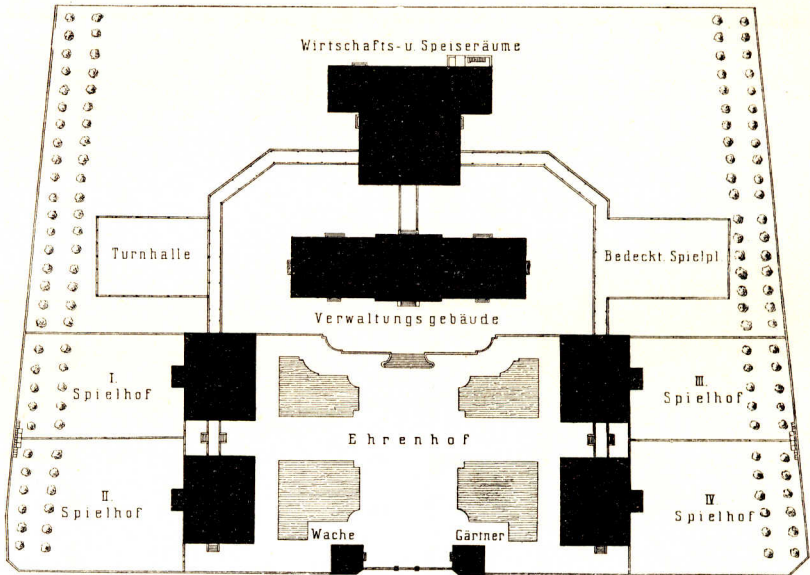 Wirtschafts- u. Speiseräume
Turnhalle
Bedeckt. Spielpl.
Verwaltungsgebäude
I.
Spielhof
III.
Spielhof
Ehrenhof
II.
Spielhof
IV.
Spielhof
Wache
Gärtner